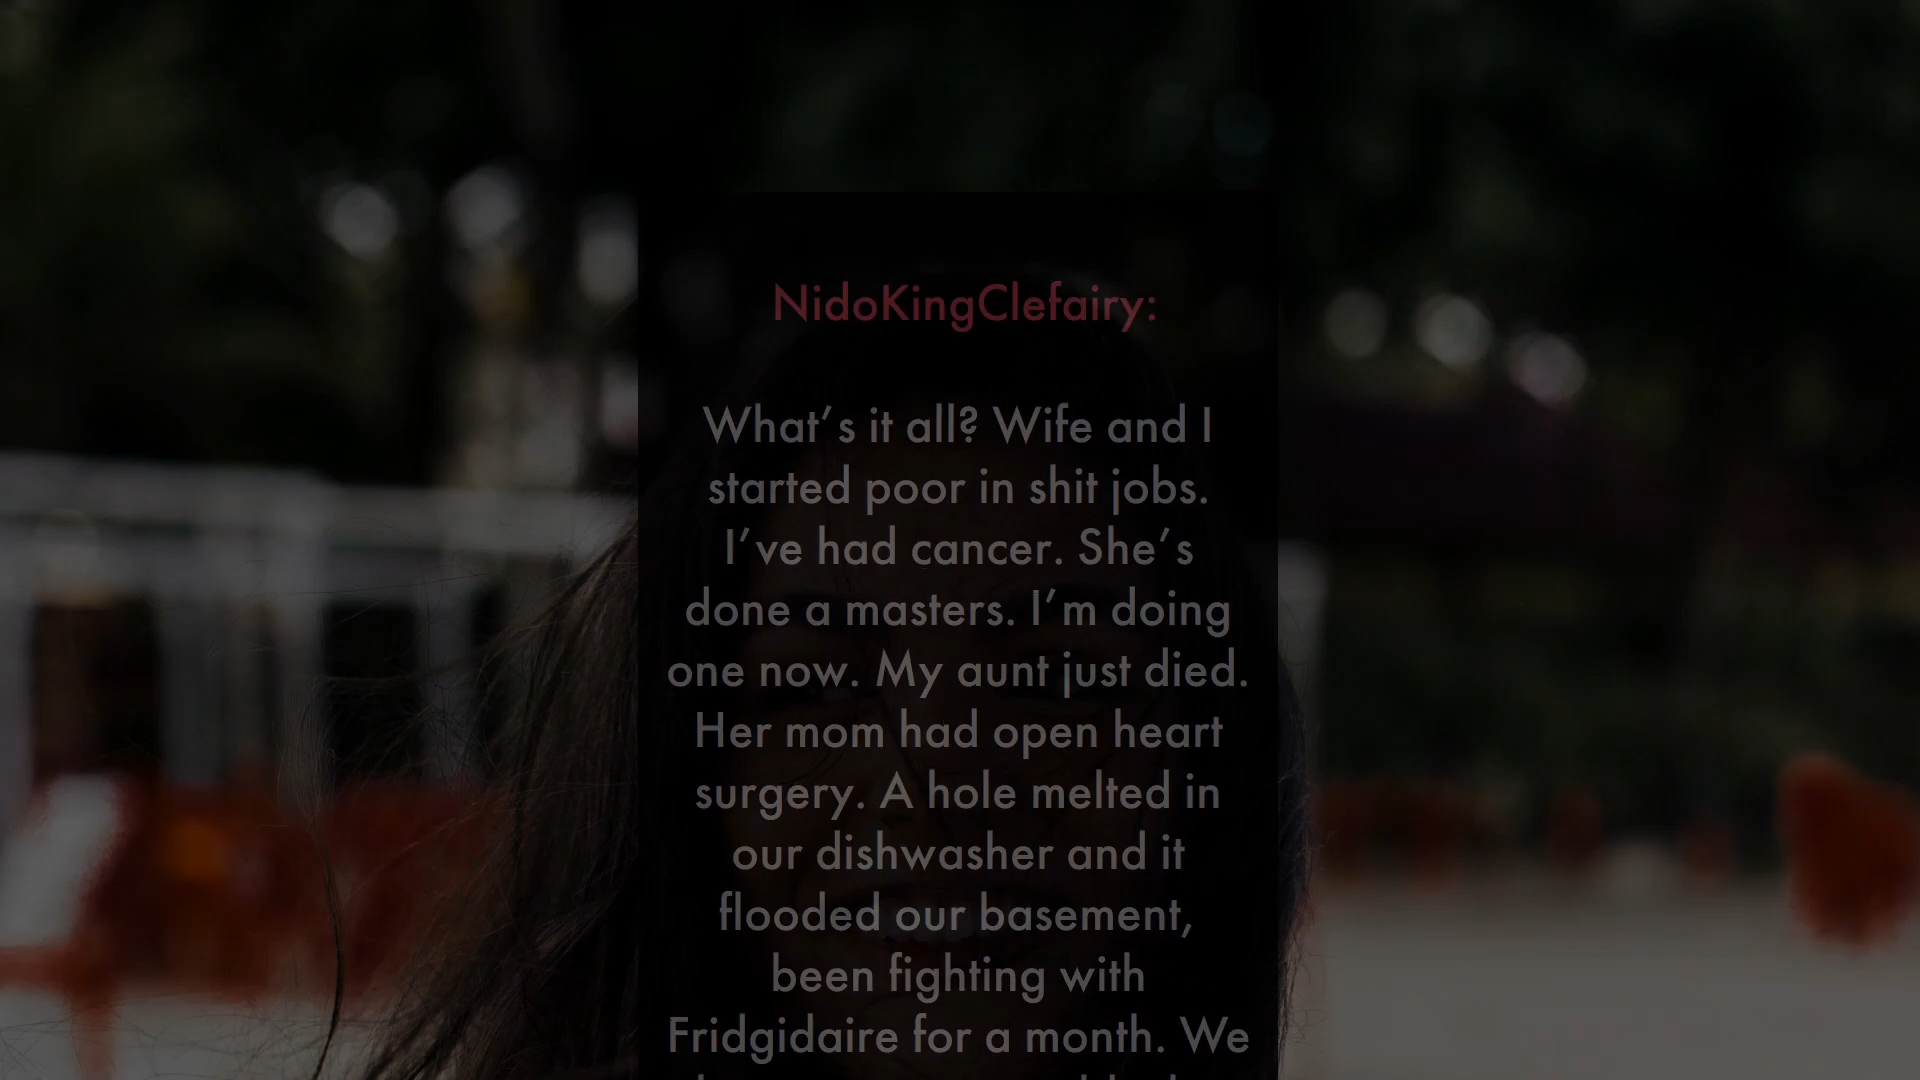 NidoKingClefairy:
What’s it all? Wife and I
started poor in shit jobs.
I’ve had cancer. She’s
done a masters. I’m doing
one now. My aunt just died.
Her mom had open heart
surgery. A hole melted in
our dishwasher and it
flooded our basement,
been fighting with
Fridgidaire for a month. We